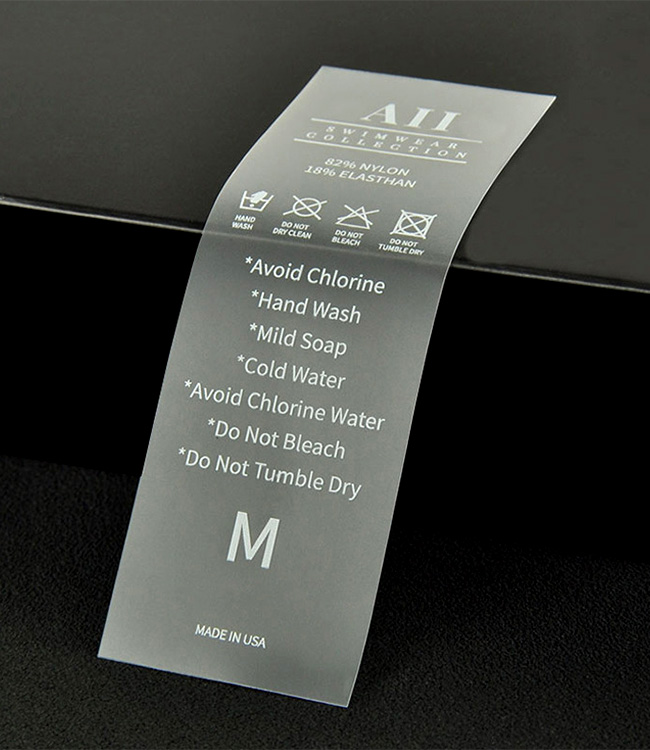 AII
SWIMWEAR
COLLECTION
82% NYLON
18% ELASTHAN
HAND
WASH
DO NOT
DRY CLEAN
DO NOT
BLEACH
DO NOT
TUMBLE DRY
*Avoid Chlorine
*Hand Wash
*Mild Soap
*Cold Water
*Avoid Chlorine Water
*Do Not Bleach
*Do Not Tumble Dry
M
MADE IN USA